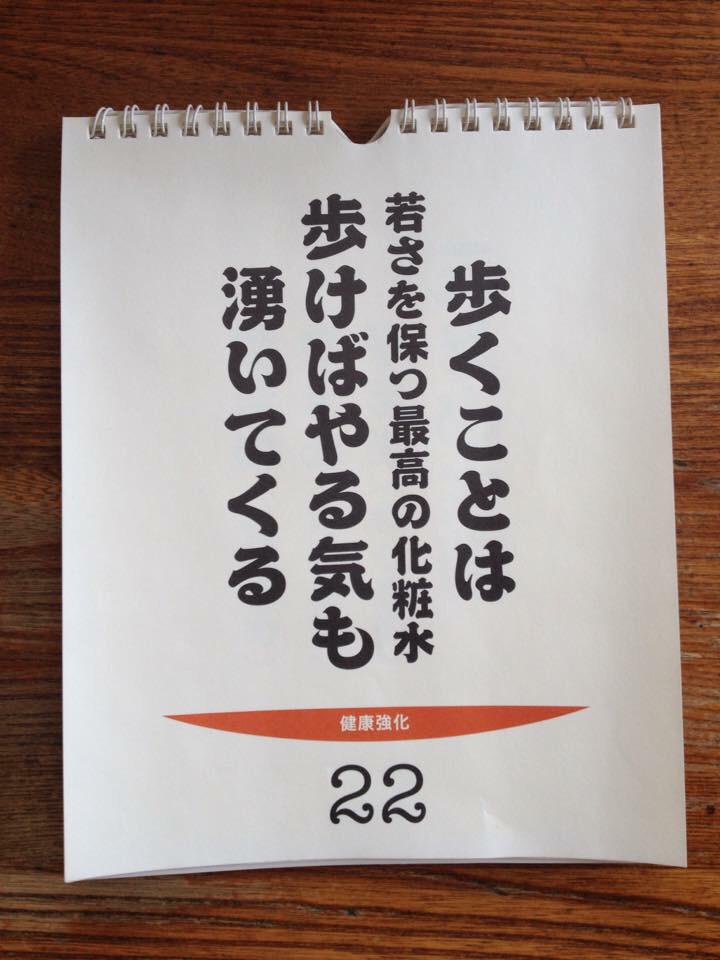 歩くことは
若さを保つ最高の化粧水
歩けばやる気も
湧いてくる
健康強化
22